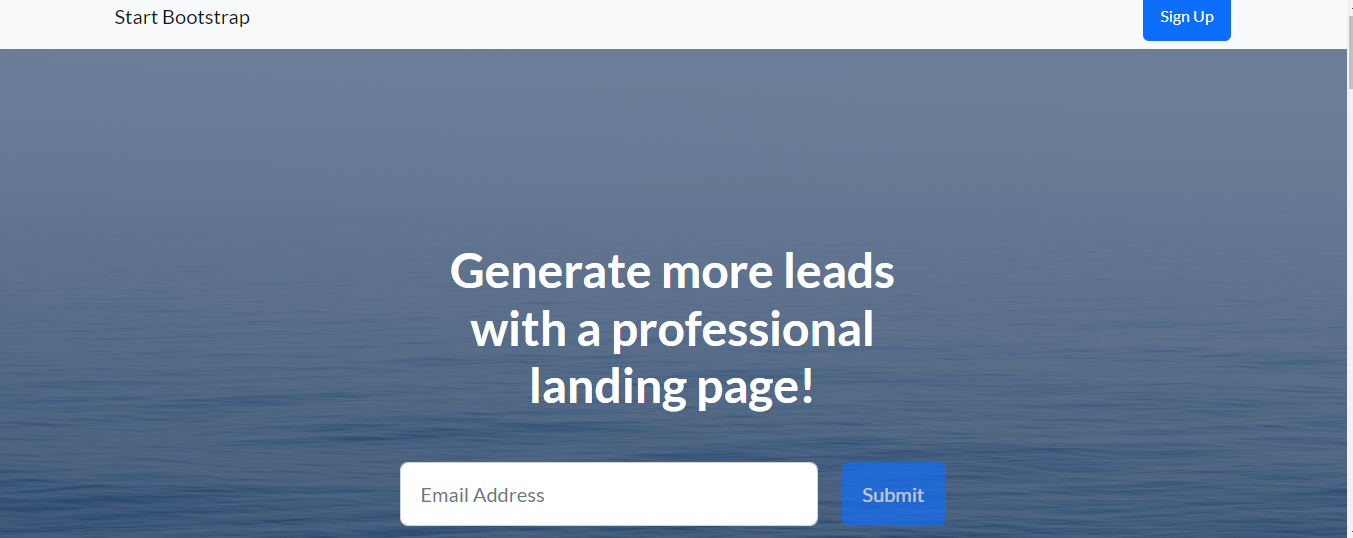 Start Bootstrap
Sign Up
Generate more leads
with a professional
landing page!
Email Address
Submit